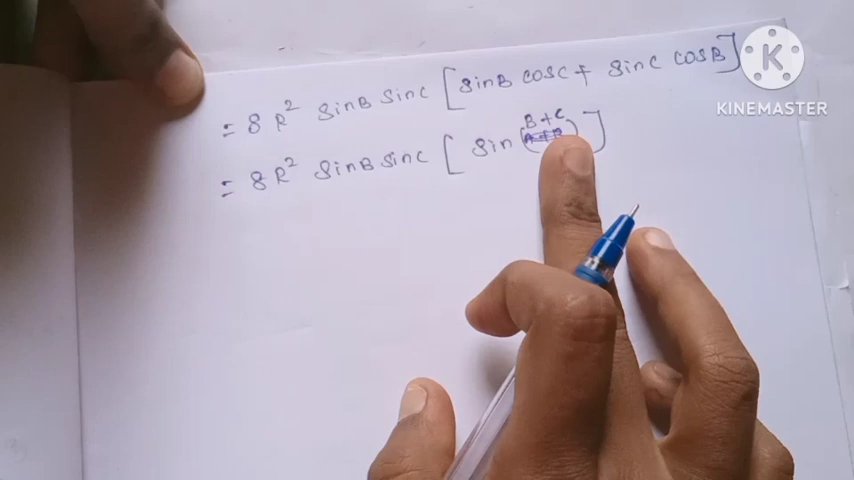 = 8 R² sinB sinC [sinB cosC + sinC cosB]
KINEMASTER
B + C
= 8 R² sinB sinC [ sin ( ) ]